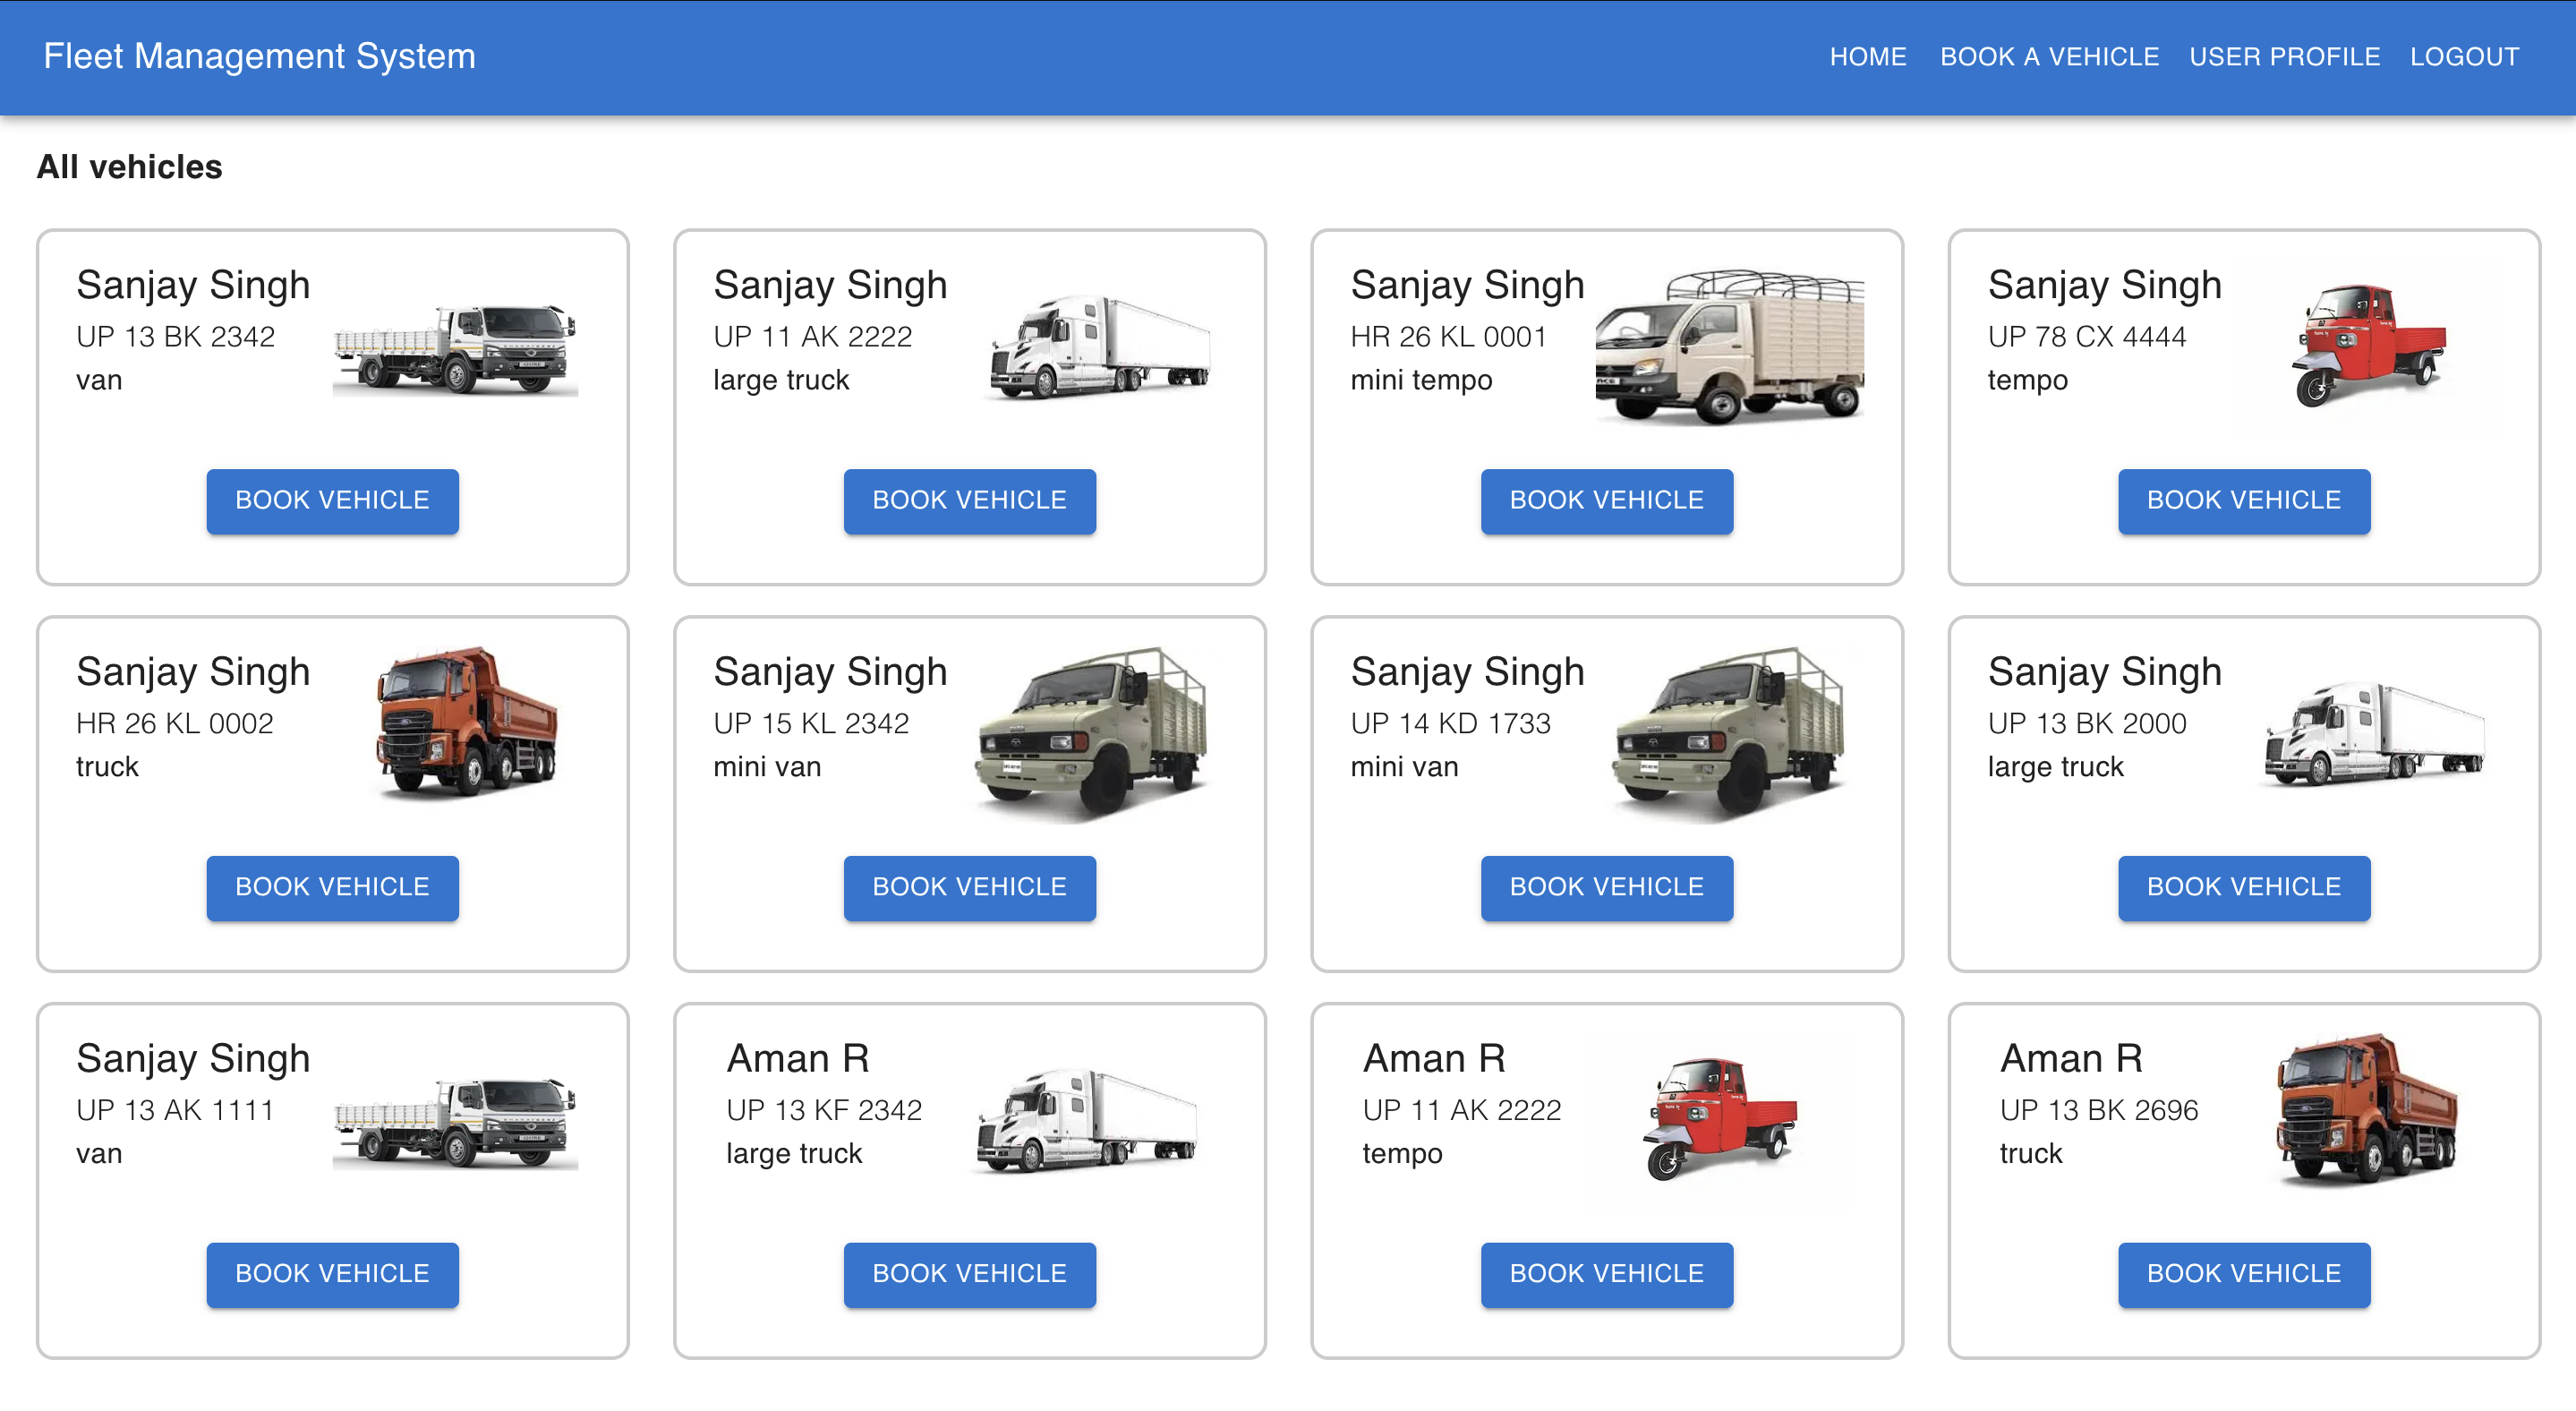 Fleet Management System
HOME BOOK A VEHICLE USER PROFILE LOGOUT
All vehicles
Sanjay Singh
UP 13 BK 2342
van
BOOK VEHICLE
Sanjay Singh
UP 11 AK 2222
large truck
BOOK VEHICLE
Sanjay Singh
HR 26 KL 0001
mini tempo
BOOK VEHICLE
Sanjay Singh
UP 78 CX 4444
tempo
BOOK VEHICLE
Sanjay Singh
HR 26 KL 0002
truck
BOOK VEHICLE
Sanjay Singh
UP 15 KL 2342
mini van
BOOK VEHICLE
Sanjay Singh
UP 14 KD 1733
mini van
BOOK VEHICLE
Sanjay Singh
UP 13 BK 2000
large truck
BOOK VEHICLE
Sanjay Singh
UP 13 AK 1111
van
BOOK VEHICLE
Aman R
UP 13 KF 2342
large truck
BOOK VEHICLE
Aman R
UP 11 AK 2222
tempo
BOOK VEHICLE
Aman R
UP 13 BK 2696
truck
BOOK VEHICLE